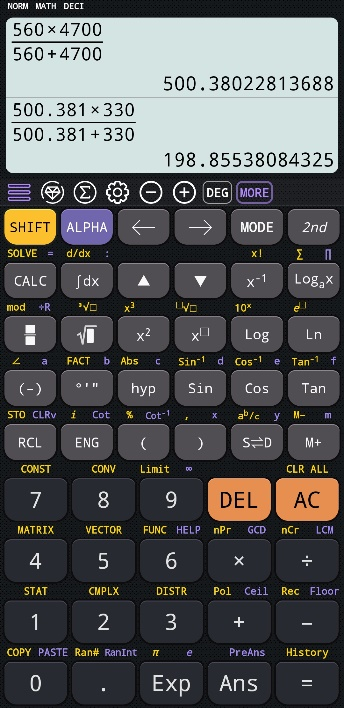 NORM MATH DECI
560×4700
560+4700
500.38022813688
500.381×330
500.381+330
198.85538084325
DEG MORE
SHIFT ALPHA ← → MODE 2nd
SOLVE = d/dx : x! Σ ∏
CALC ∫dx ▲ ▼ x⁻¹ Logₐx
mod ÷R ³√□ x³ □√□ 10ˣ e□
√ x² x□ Log Ln
∠ a FACT b Abs c Sin⁻¹ d Cos⁻¹ e Tan⁻¹ f
(−) °'" hyp Sin Cos Tan
STO CLRv i Cot % Cot⁻¹ , x aᵇ/c y M− m
RCL ENG ( ) S⇌D M+
CONST CONV Limit ∞ CLR ALL
7 8 9 DEL AC
MATRIX VECTOR FUNC HELP nPr GCD nCr LCM
4 5 6 × ÷
STAT CMPLX DISTR Pol Ceil Rec Floor
1 2 3 + −
COPY PASTE Ran# RanInt π e PreAns History
0 . Exp Ans =